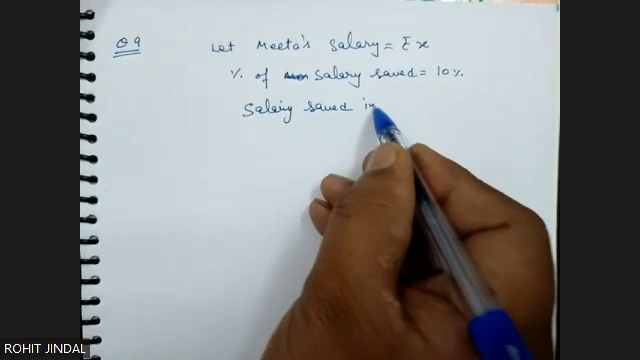 Q9 Let Meeta's Salary = ₹ x
% of Salary saved = 10%
Salary saved in
ROHIT JINDAL